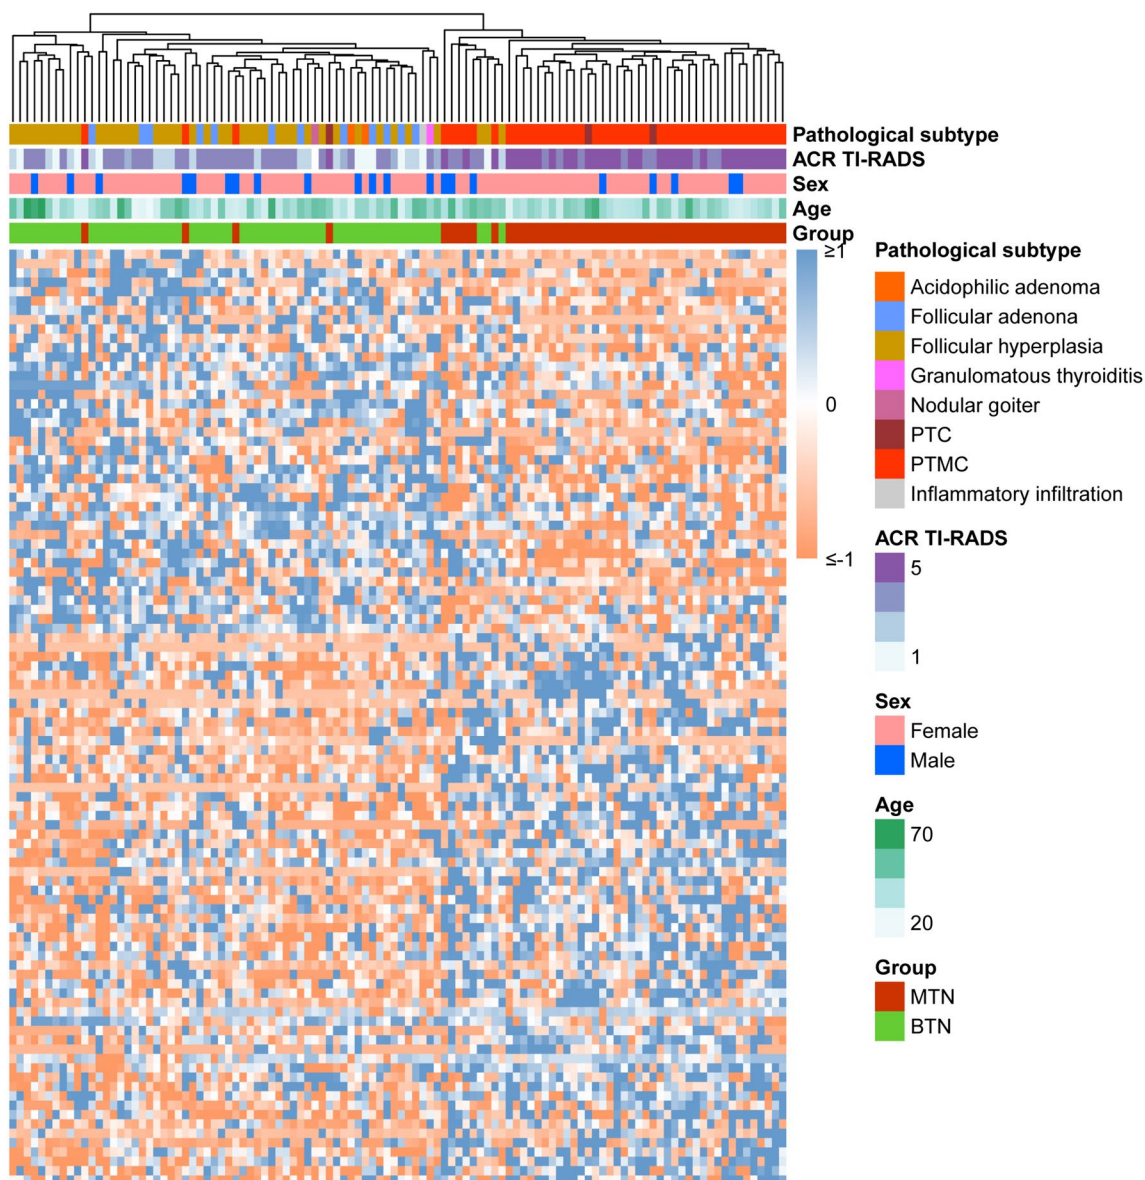 Pathological subtype
ACR TI-RADS
Sex
Age
Group
≥1
0
≤-1
Pathological subtype
Acidophilic adenoma
Follicular adenona
Follicular hyperplasia
Granulomatous thyroiditis
Nodular goiter
PTC
PTMC
Inflammatory infiltration
ACR TI-RADS
5
1
Sex
Female
Male
Age
70
20
Group
MTN
BTN